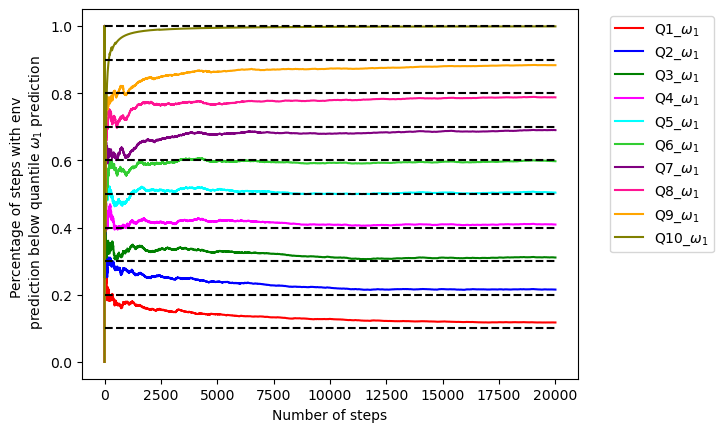 Percentage of steps with env
prediction below quantile ω₁ prediction
1.0
0.8
0.6
0.4
0.2
0.0
0
2500
5000
7500
10000
12500
15000
17500
20000
Number of steps
Q1_ω₁
Q2_ω₁
Q3_ω₁
Q4_ω₁
Q5_ω₁
Q6_ω₁
Q7_ω₁
Q8_ω₁
Q9_ω₁
Q10_ω₁